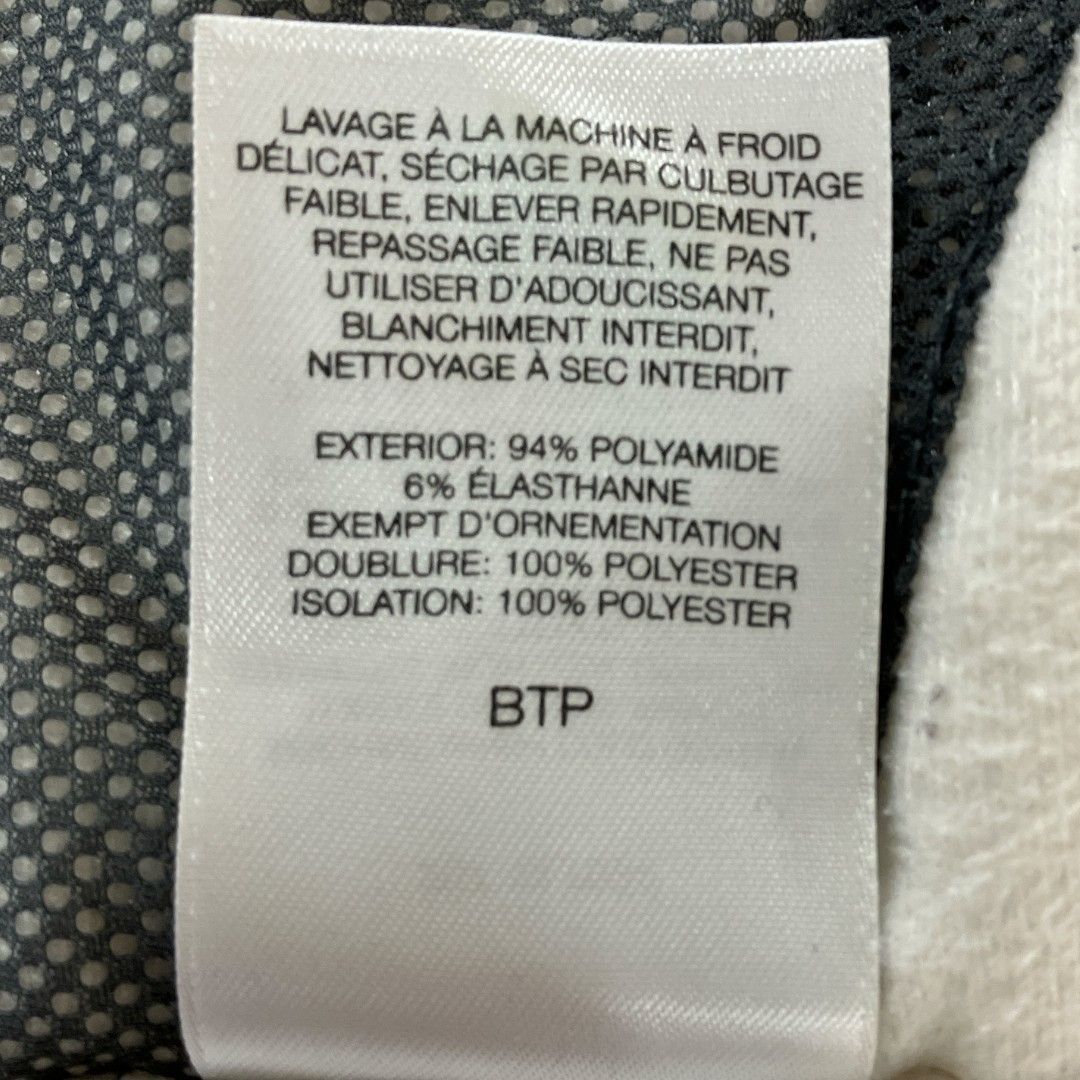 LAVAGE À LA MACHINE À FROID
DÉLICAT, SÉCHAGE PAR CULBUTAGE
FAIBLE, ENLEVER RAPIDEMENT,
REPASSAGE FAIBLE, NE PAS
UTILISER D'ADOUCISSANT,
BLANCHIMENT INTERDIT,
NETTOYAGE À SEC INTERDIT
EXTERIOR: 94% POLYAMIDE
6% ÉLASTHANNE
EXEMPT D'ORNEMENTATION
DOUBLURE: 100% POLYESTER
ISOLATION: 100% POLYESTER
BTP